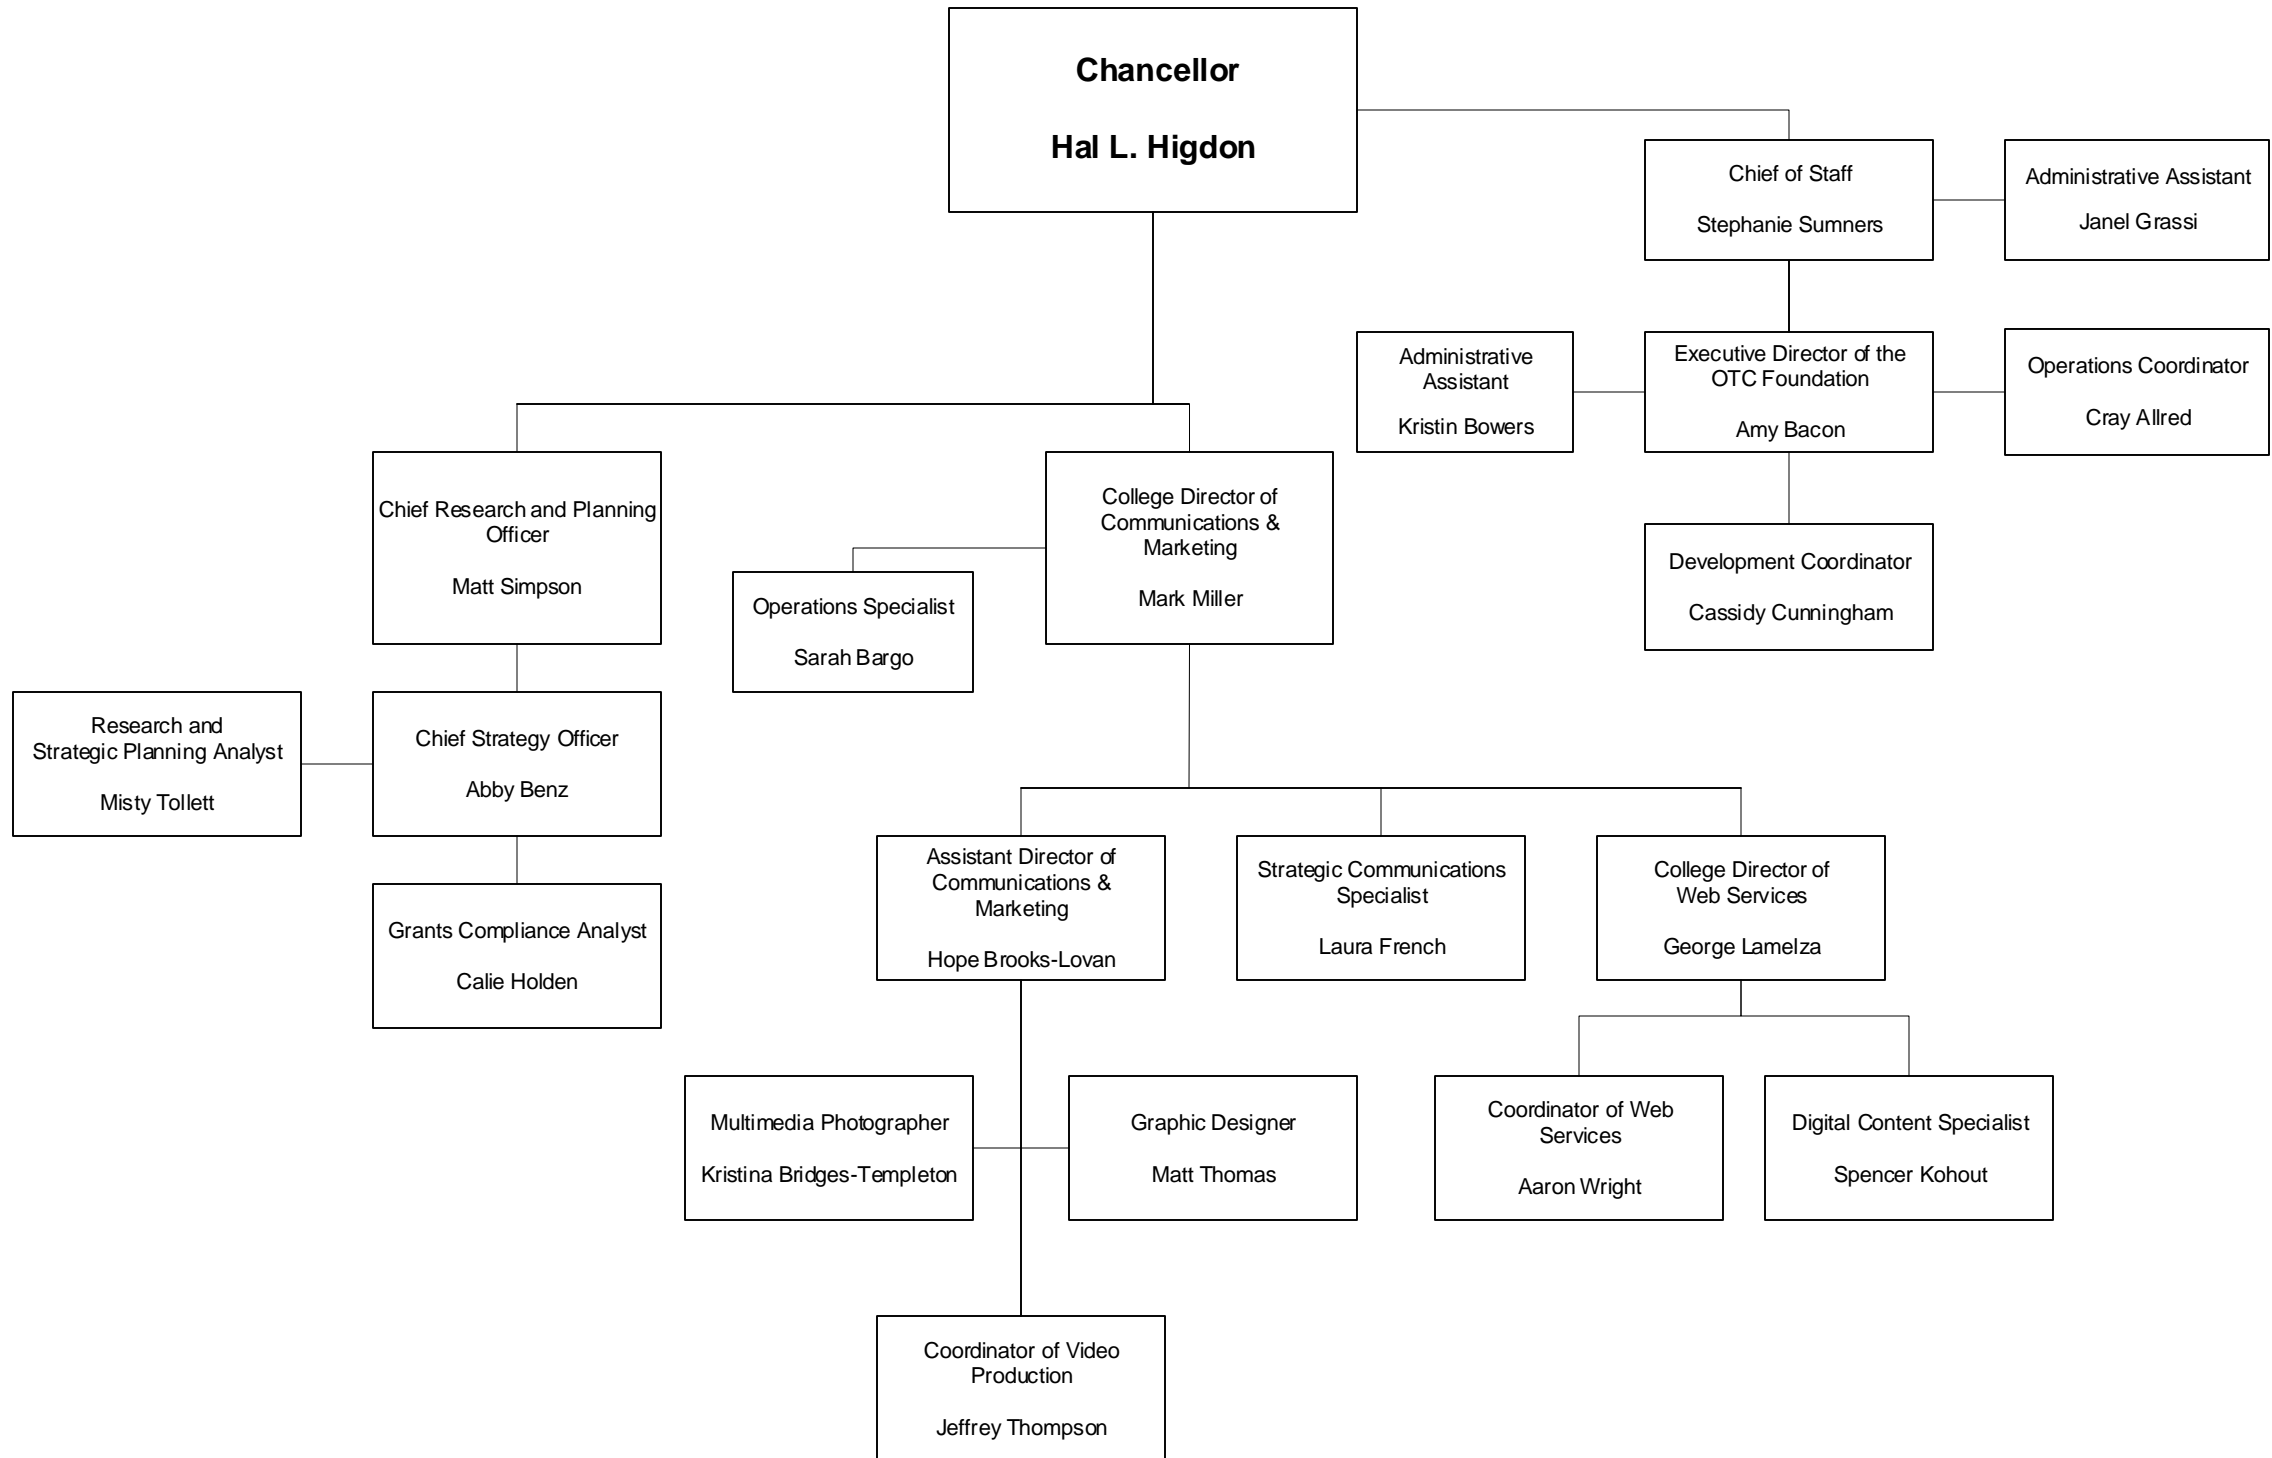 Chancellor
Hal L. Higdon
Chief of Staff
Stephanie Sumners
Administrative Assistant
Janel Grassi
Administrative
Assistant
Kristin Bowers
Executive Director of the
OTC Foundation
Amy Bacon
Operations Coordinator
Cray Allred
Development Coordinator
Cassidy Cunningham
Chief Research and Planning
Officer
Matt Simpson
College Director of
Communications &
Marketing
Mark Miller
Operations Specialist
Sarah Bargo
Research and
Strategic Planning Analyst
Misty Tollett
Chief Strategy Officer
Abby Benz
Grants Compliance Analyst
Calie Holden
Assistant Director of
Communications &
Marketing
Hope Brooks-Lovan
Strategic Communications
Specialist
Laura French
College Director of
Web Services
George Lamelza
Multimedia Photographer
Kristina Bridges-Templeton
Graphic Designer
Matt Thomas
Coordinator of Web
Services
Aaron Wright
Digital Content Specialist
Spencer Kohout
Coordinator of Video
Production
Jeffrey Thompson